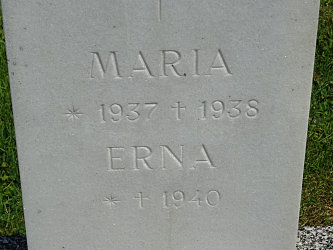 MARIA
* 1937 † 1938
ERNA
* † 1940